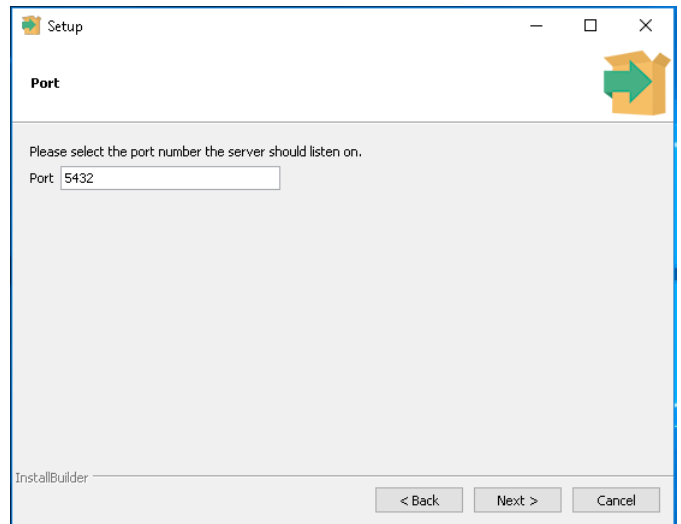 Setup
Port
Please select the port number the server should listen on.
Port 5432
InstallBuilder
< Back Next > Cancel